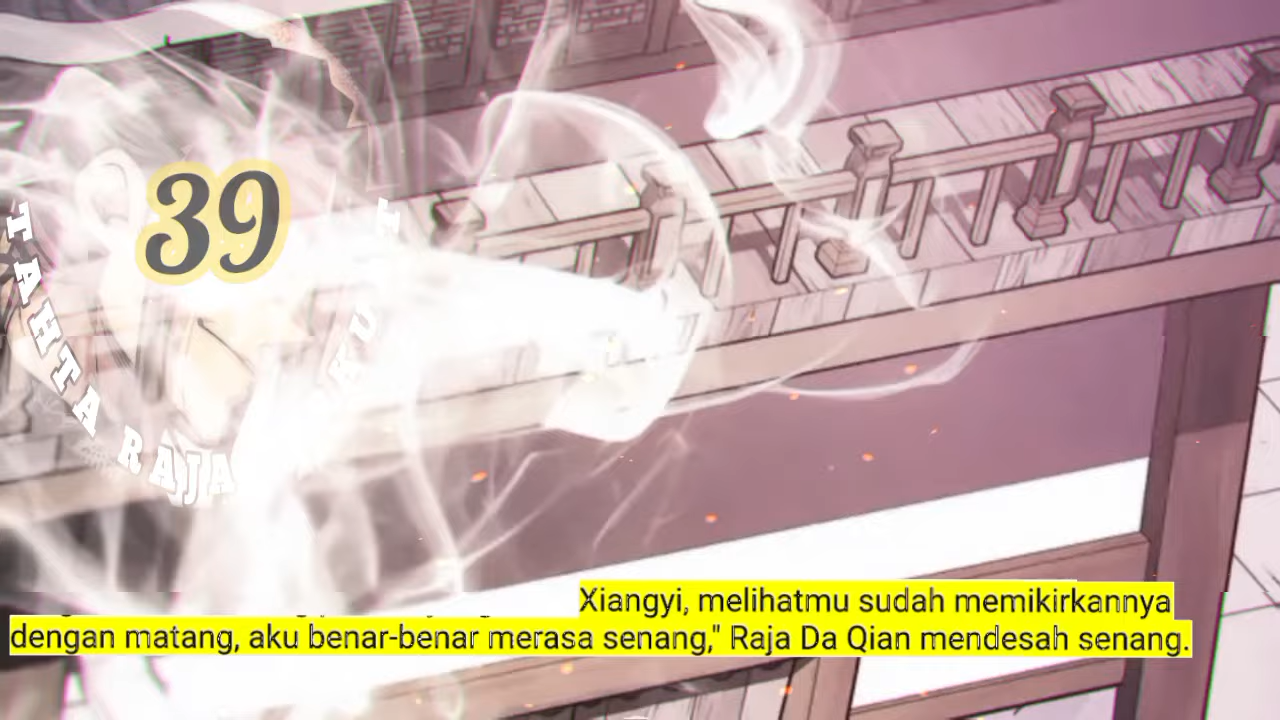 39
TAHTA RAJA
Xiangyi, melihatmu sudah memikirkannya
dengan matang, aku benar-benar merasa senang," Raja Da Qian mendesah senang.